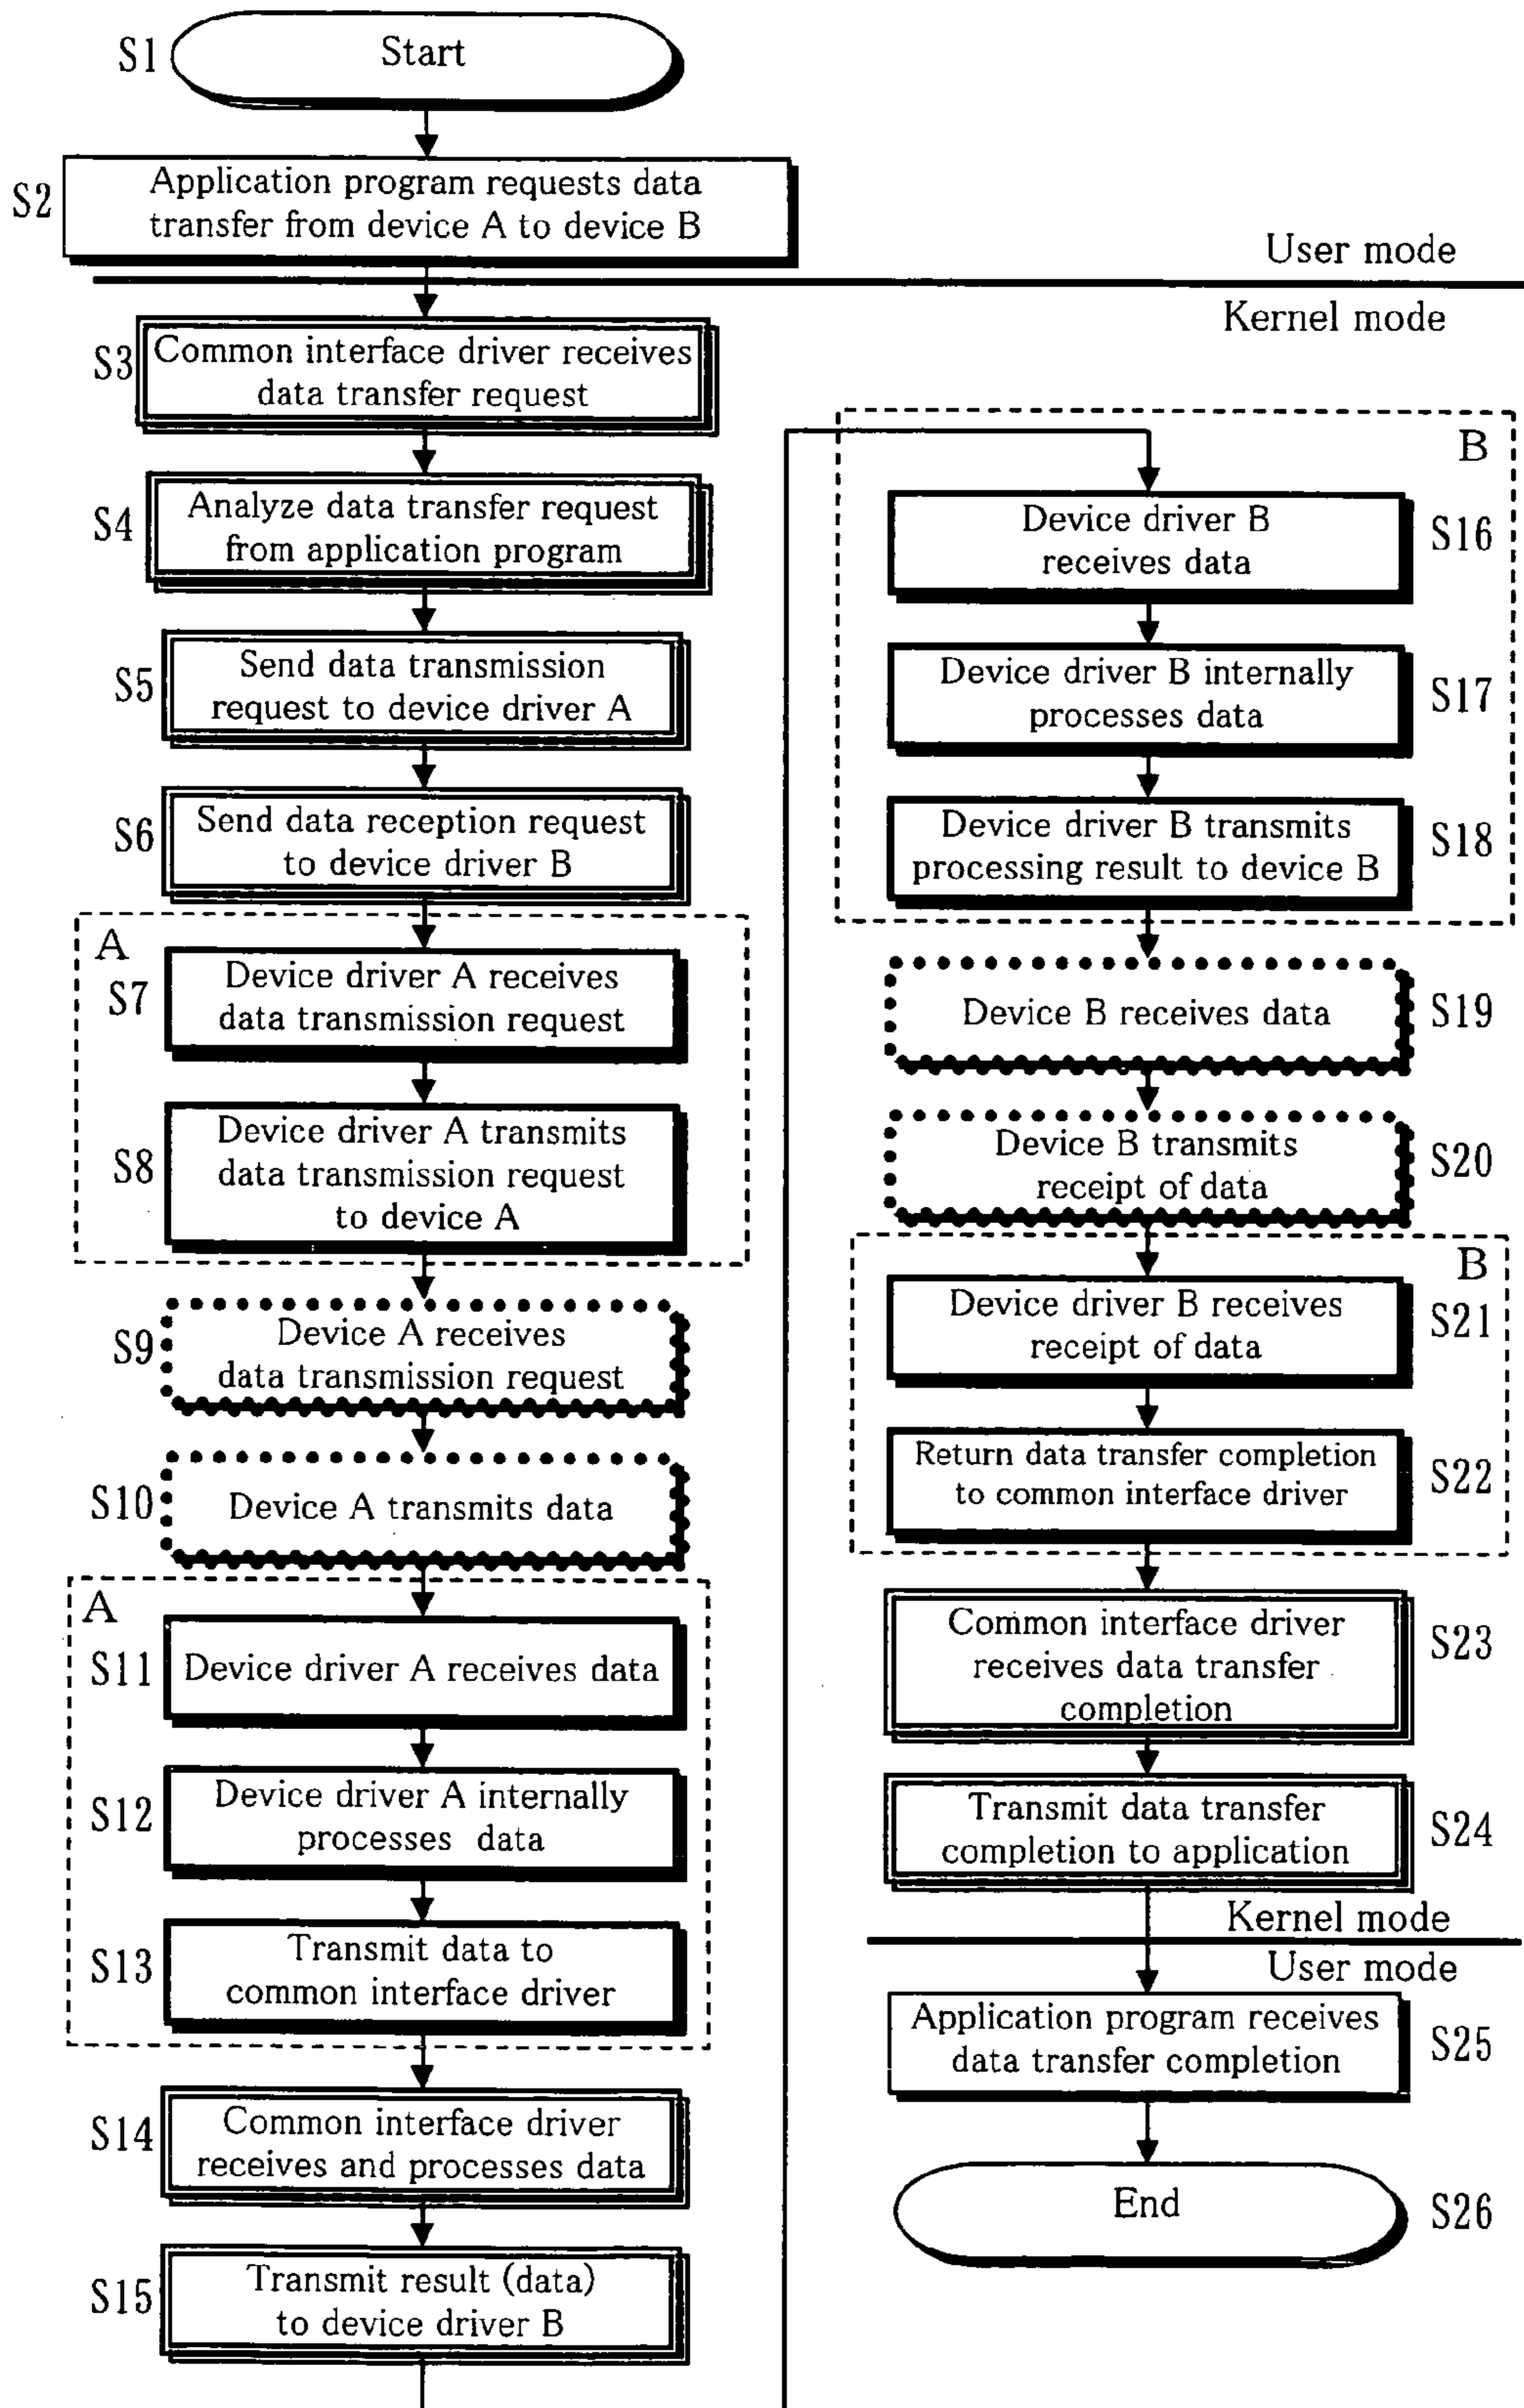 S1
Start
S2
Application program requests data
transfer from device A to device B
User mode
Kernel mode
S3
Common interface driver receives
data transfer request
S4
Analyze data transfer request
from application program
S5
Send data transmission
request to device driver A
S6
Send data reception request
to device driver B
A
S7
Device driver A receives
data transmission request
S8
Device driver A transmits
data transmission request
to device A
S9
Device A receives
data transmission request
S10
Device A transmits data
A
S11
Device driver A receives data
S12
Device driver A internally
processes data
S13
Transmit data to
common interface driver
S14
Common interface driver
receives and processes data
S15
Transmit result (data)
to device driver B
B
Device driver B
receives data
S16
Device driver B internally
processes data
S17
Device driver B transmits
processing result to device B
S18
Device B receives data
S19
Device B transmits
receipt of data
S20
B
Device driver B receives
receipt of data
S21
Return data transfer completion
to common interface driver
S22
Common interface driver
receives data transfer
completion
S23
Transmit data transfer
completion to application
S24
Kernel mode
User mode
Application program receives
data transfer completion
S25
End
S26